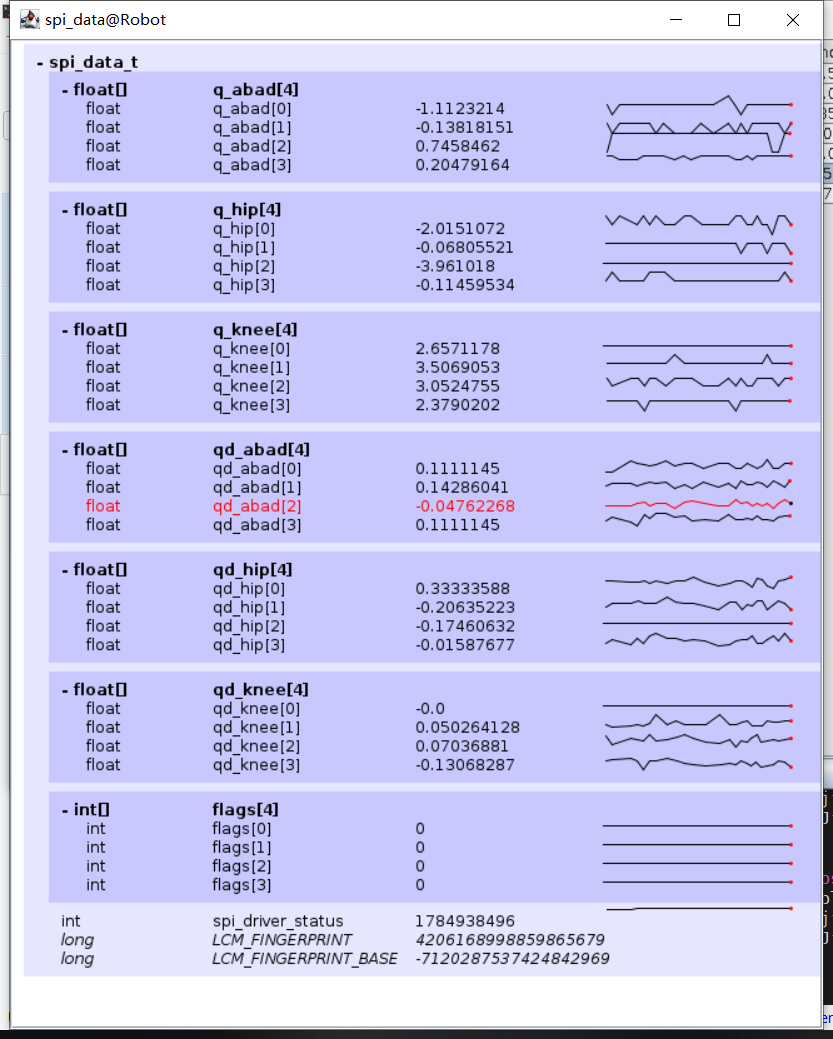 spi_data@Robot
- spi_data_t
- float[] q_abad[4]
float q_abad[0] -1.1123214
float q_abad[1] -0.13818151
float q_abad[2] 0.7458462
float q_abad[3] 0.20479164
- float[] q_hip[4]
float q_hip[0] -2.0151072
float q_hip[1] -0.06805521
float q_hip[2] -3.961018
float q_hip[3] -0.11459534
- float[] q_knee[4]
float q_knee[0] 2.6571178
float q_knee[1] 3.5069053
float q_knee[2] 3.0524755
float q_knee[3] 2.3790202
- float[] qd_abad[4]
float qd_abad[0] 0.1111145
float qd_abad[1] 0.14286041
float qd_abad[2] -0.04762268
float qd_abad[3] 0.1111145
- float[] qd_hip[4]
float qd_hip[0] 0.33333588
float qd_hip[1] -0.20635223
float qd_hip[2] -0.17460632
float qd_hip[3] -0.01587677
- float[] qd_knee[4]
float qd_knee[0] -0.0
float qd_knee[1] 0.050264128
float qd_knee[2] 0.07036881
float qd_knee[3] -0.13068287
- int[] flags[4]
int flags[0] 0
int flags[1] 0
int flags[2] 0
int flags[3] 0
int spi_driver_status 1784938496
long LCM_FINGERPRINT 4206168998859865679
long LCM_FINGERPRINT_BASE -7120287537424842969